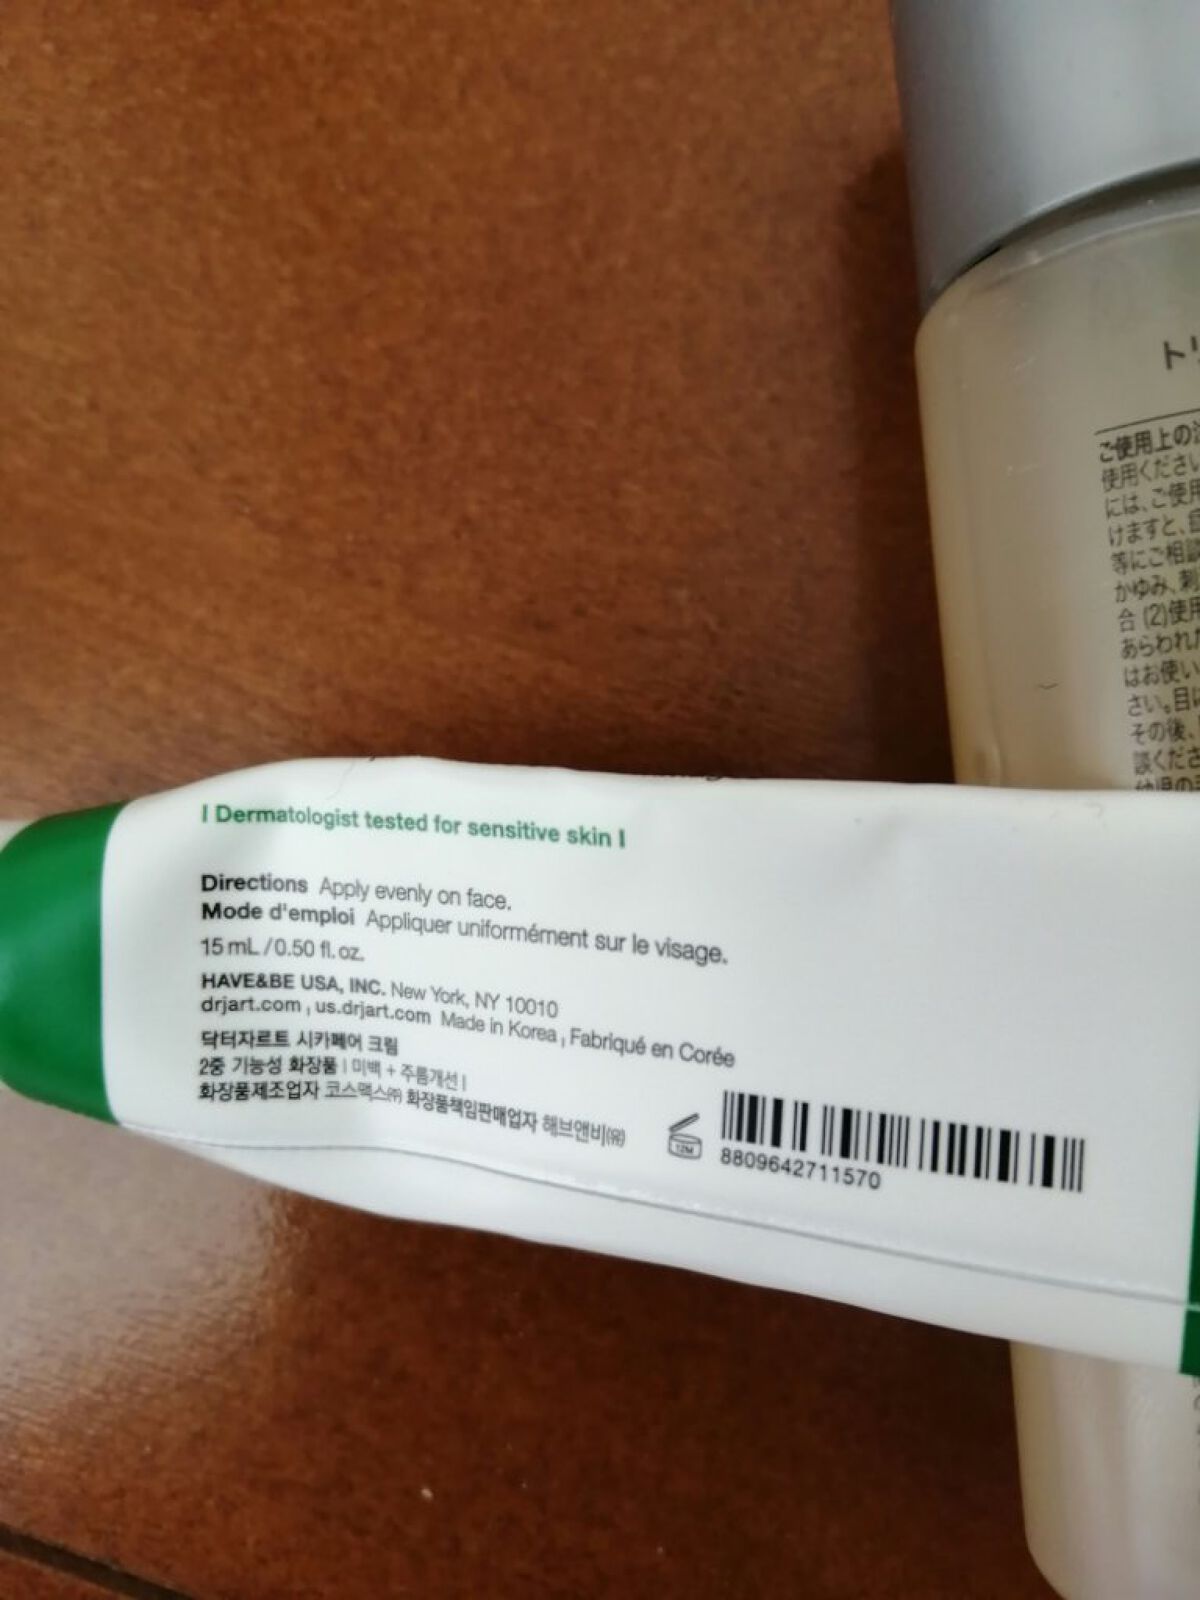 | Dermatologist tested for sensitive skin |
Directions Apply evenly on face.
Mode d'emploi Appliquer uniformément sur le visage.
15 mL / 0.50 fl. oz.
HAVE&BE USA, INC. New York, NY 10010
drjart.com , us.drjart.com Made in Korea , Fabriqué en Corée
닥터자르트 시카페어 크림
2중 기능성 화장품 | 미백 + 주름개선 |
화장품제조업자 코스맥스㈜ 화장품책임판매업자 해브앤비㈜
12M
8809642711570
ト
ご使用上の
使用ください
には、ご使用
けますと、目
等にご相談
かゆみ、刺
合 (2)使用
あらわれた
はお使い
さい。目に
その後、
談くださ